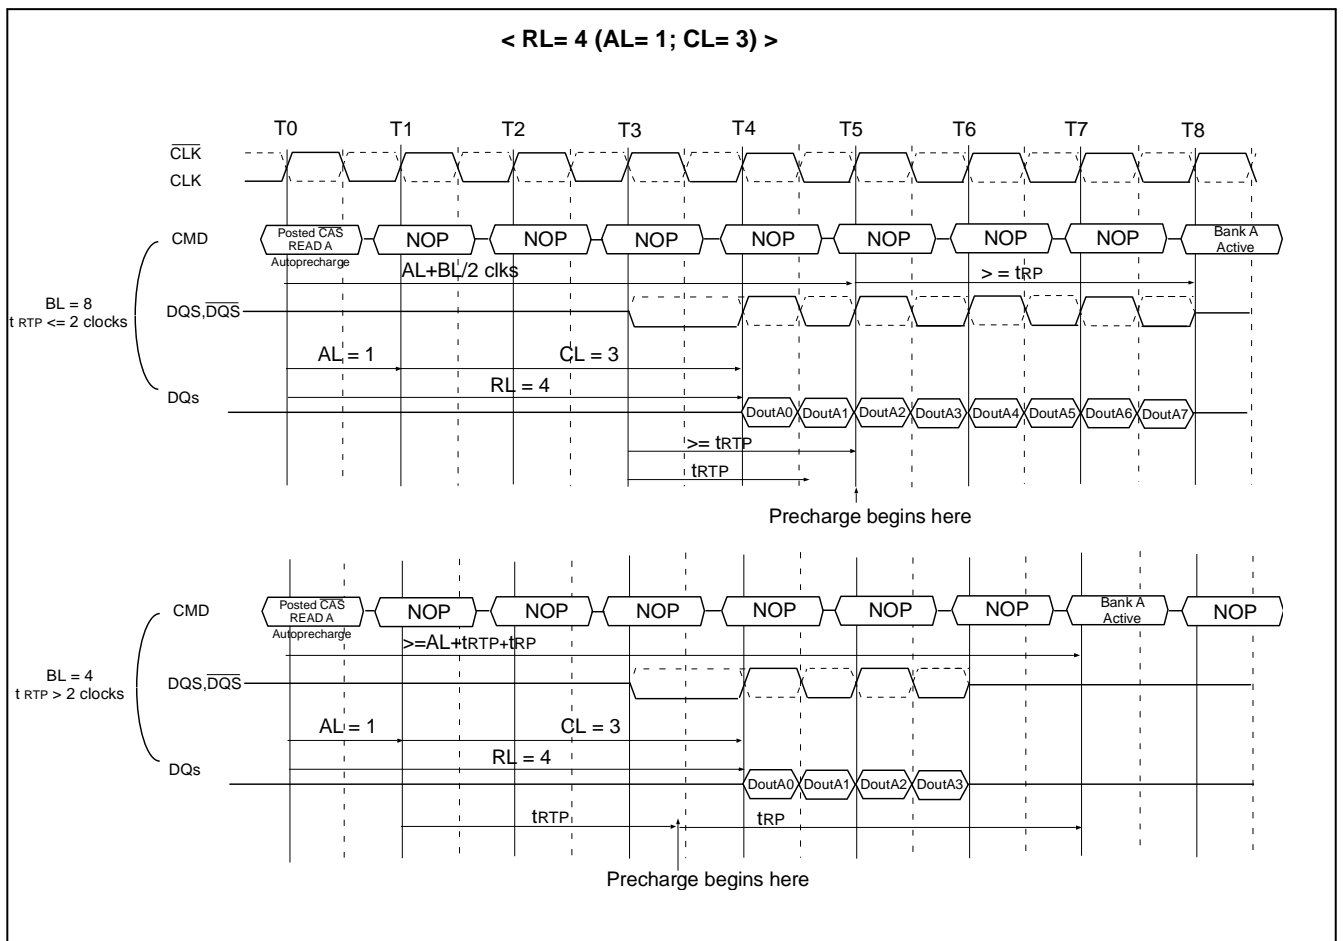 < RL= 4 (AL= 1; CL= 3) >
T0 T1 T2 T3 T4 T5 T6 T7 T8
CLK
CLK
CMD
Posted CAS
READ A
Autoprecharge
NOP NOP NOP NOP NOP NOP NOP
Bank A
Active
AL+BL/2 clks
> = tRP
BL = 8
t RTP <= 2 clocks
DQS,DQS
AL = 1
CL = 3
RL = 4
DQs
DoutA0 DoutA1 DoutA2 DoutA3 DoutA4 DoutA5 DoutA6 DoutA7
>= tRTP
tRTP
Precharge begins here
CMD
Posted CAS
READ A
Autoprecharge
NOP NOP NOP NOP NOP NOP
Bank A
Active
NOP
>=AL+tRTP+tRP
BL = 4
t RTP > 2 clocks
DQS,DQS
AL = 1
CL = 3
RL = 4
DQs
DoutA0 DoutA1 DoutA2 DoutA3
tRTP
tRP
Precharge begins here